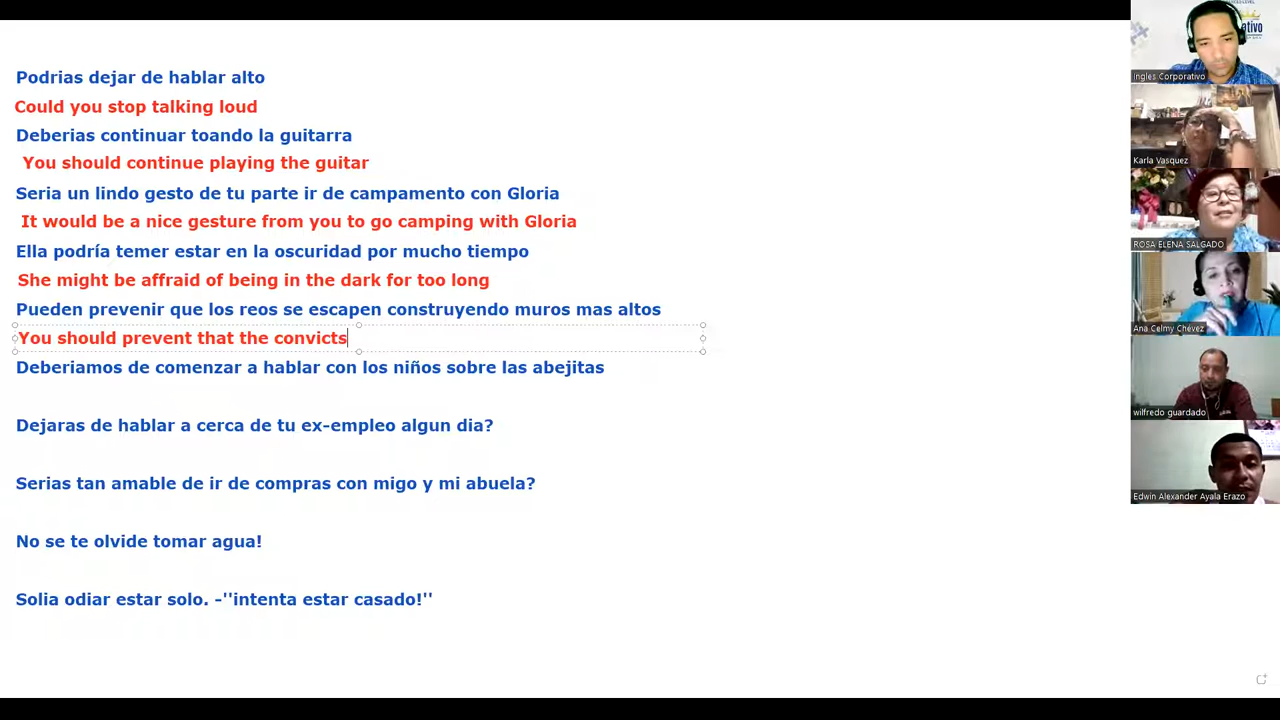 Podrias dejar de hablar alto
Could you stop talking loud
Deberias continuar toando la guitarra
You should continue playing the guitar
Seria un lindo gesto de tu parte ir de campamento con Gloria
It would be a nice gesture from you to go camping with Gloria
Ella podría temer estar en la oscuridad por mucho tiempo
She might be affraid of being in the dark for too long
Pueden prevenir que los reos se escapen construyendo muros mas altos
You should prevent that the convicts
Deberiamos de comenzar a hablar con los niños sobre las abejitas
Dejaras de hablar a cerca de tu ex-empleo algun dia?
Serias tan amable de ir de compras con migo y mi abuela?
No se te olvide tomar agua!
Solia odiar estar solo. -''intenta estar casado!''
ativo
ingles Corporativo
Karla Vasquez
ROSA ELENA SALGADO
Ana Celmy Chévez
wilfredo guardado
Edwin Alexander Ayala Erazo